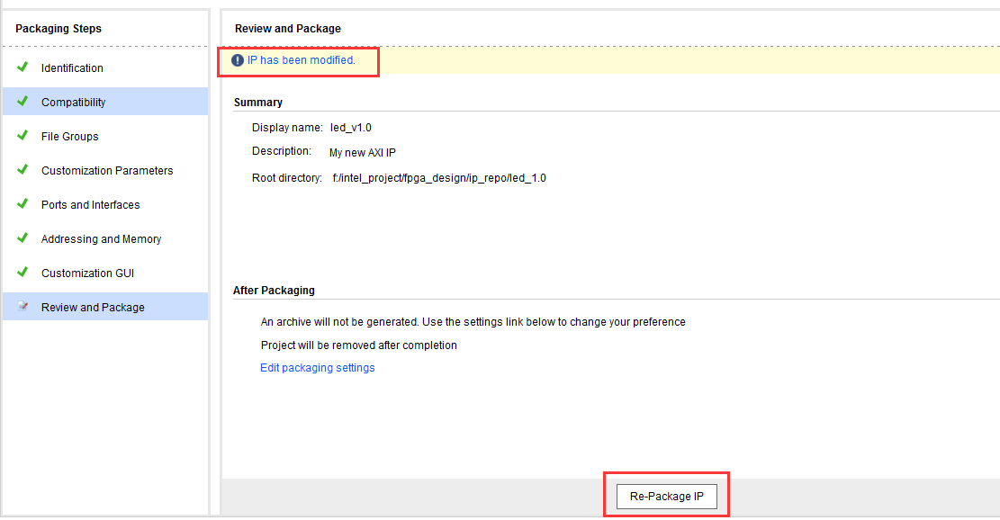 Packaging Steps
Identification
Compatibility
File Groups
Customization Parameters
Ports and Interfaces
Addressing and Memory
Customization GUI
Review and Package
Review and Package
IP has been modified.
Summary
Display name: led_v1.0
Description: My new AXI IP
Root directory: f:/intel_project/fpga_design/ip_repo/led_1.0
After Packaging
An archive will not be generated. Use the settings link below to change your preference
Project will be removed after completion
Edit packaging settings
Re-Package IP